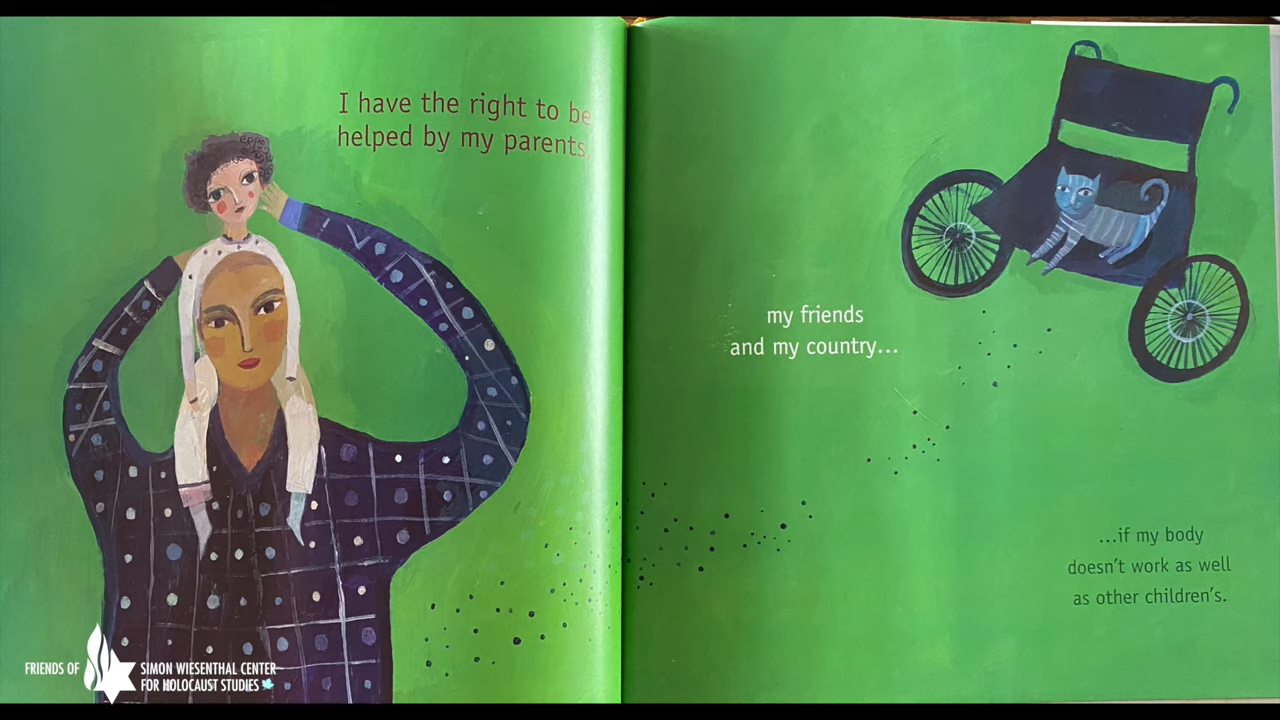 I have the right to be
helped by my parents,
my friends
and my country...
...if my body
doesn't work as well
as other children's.
FRIENDS OF
SIMON WIESENTHAL CENTER
FOR HOLOCAUST STUDIES